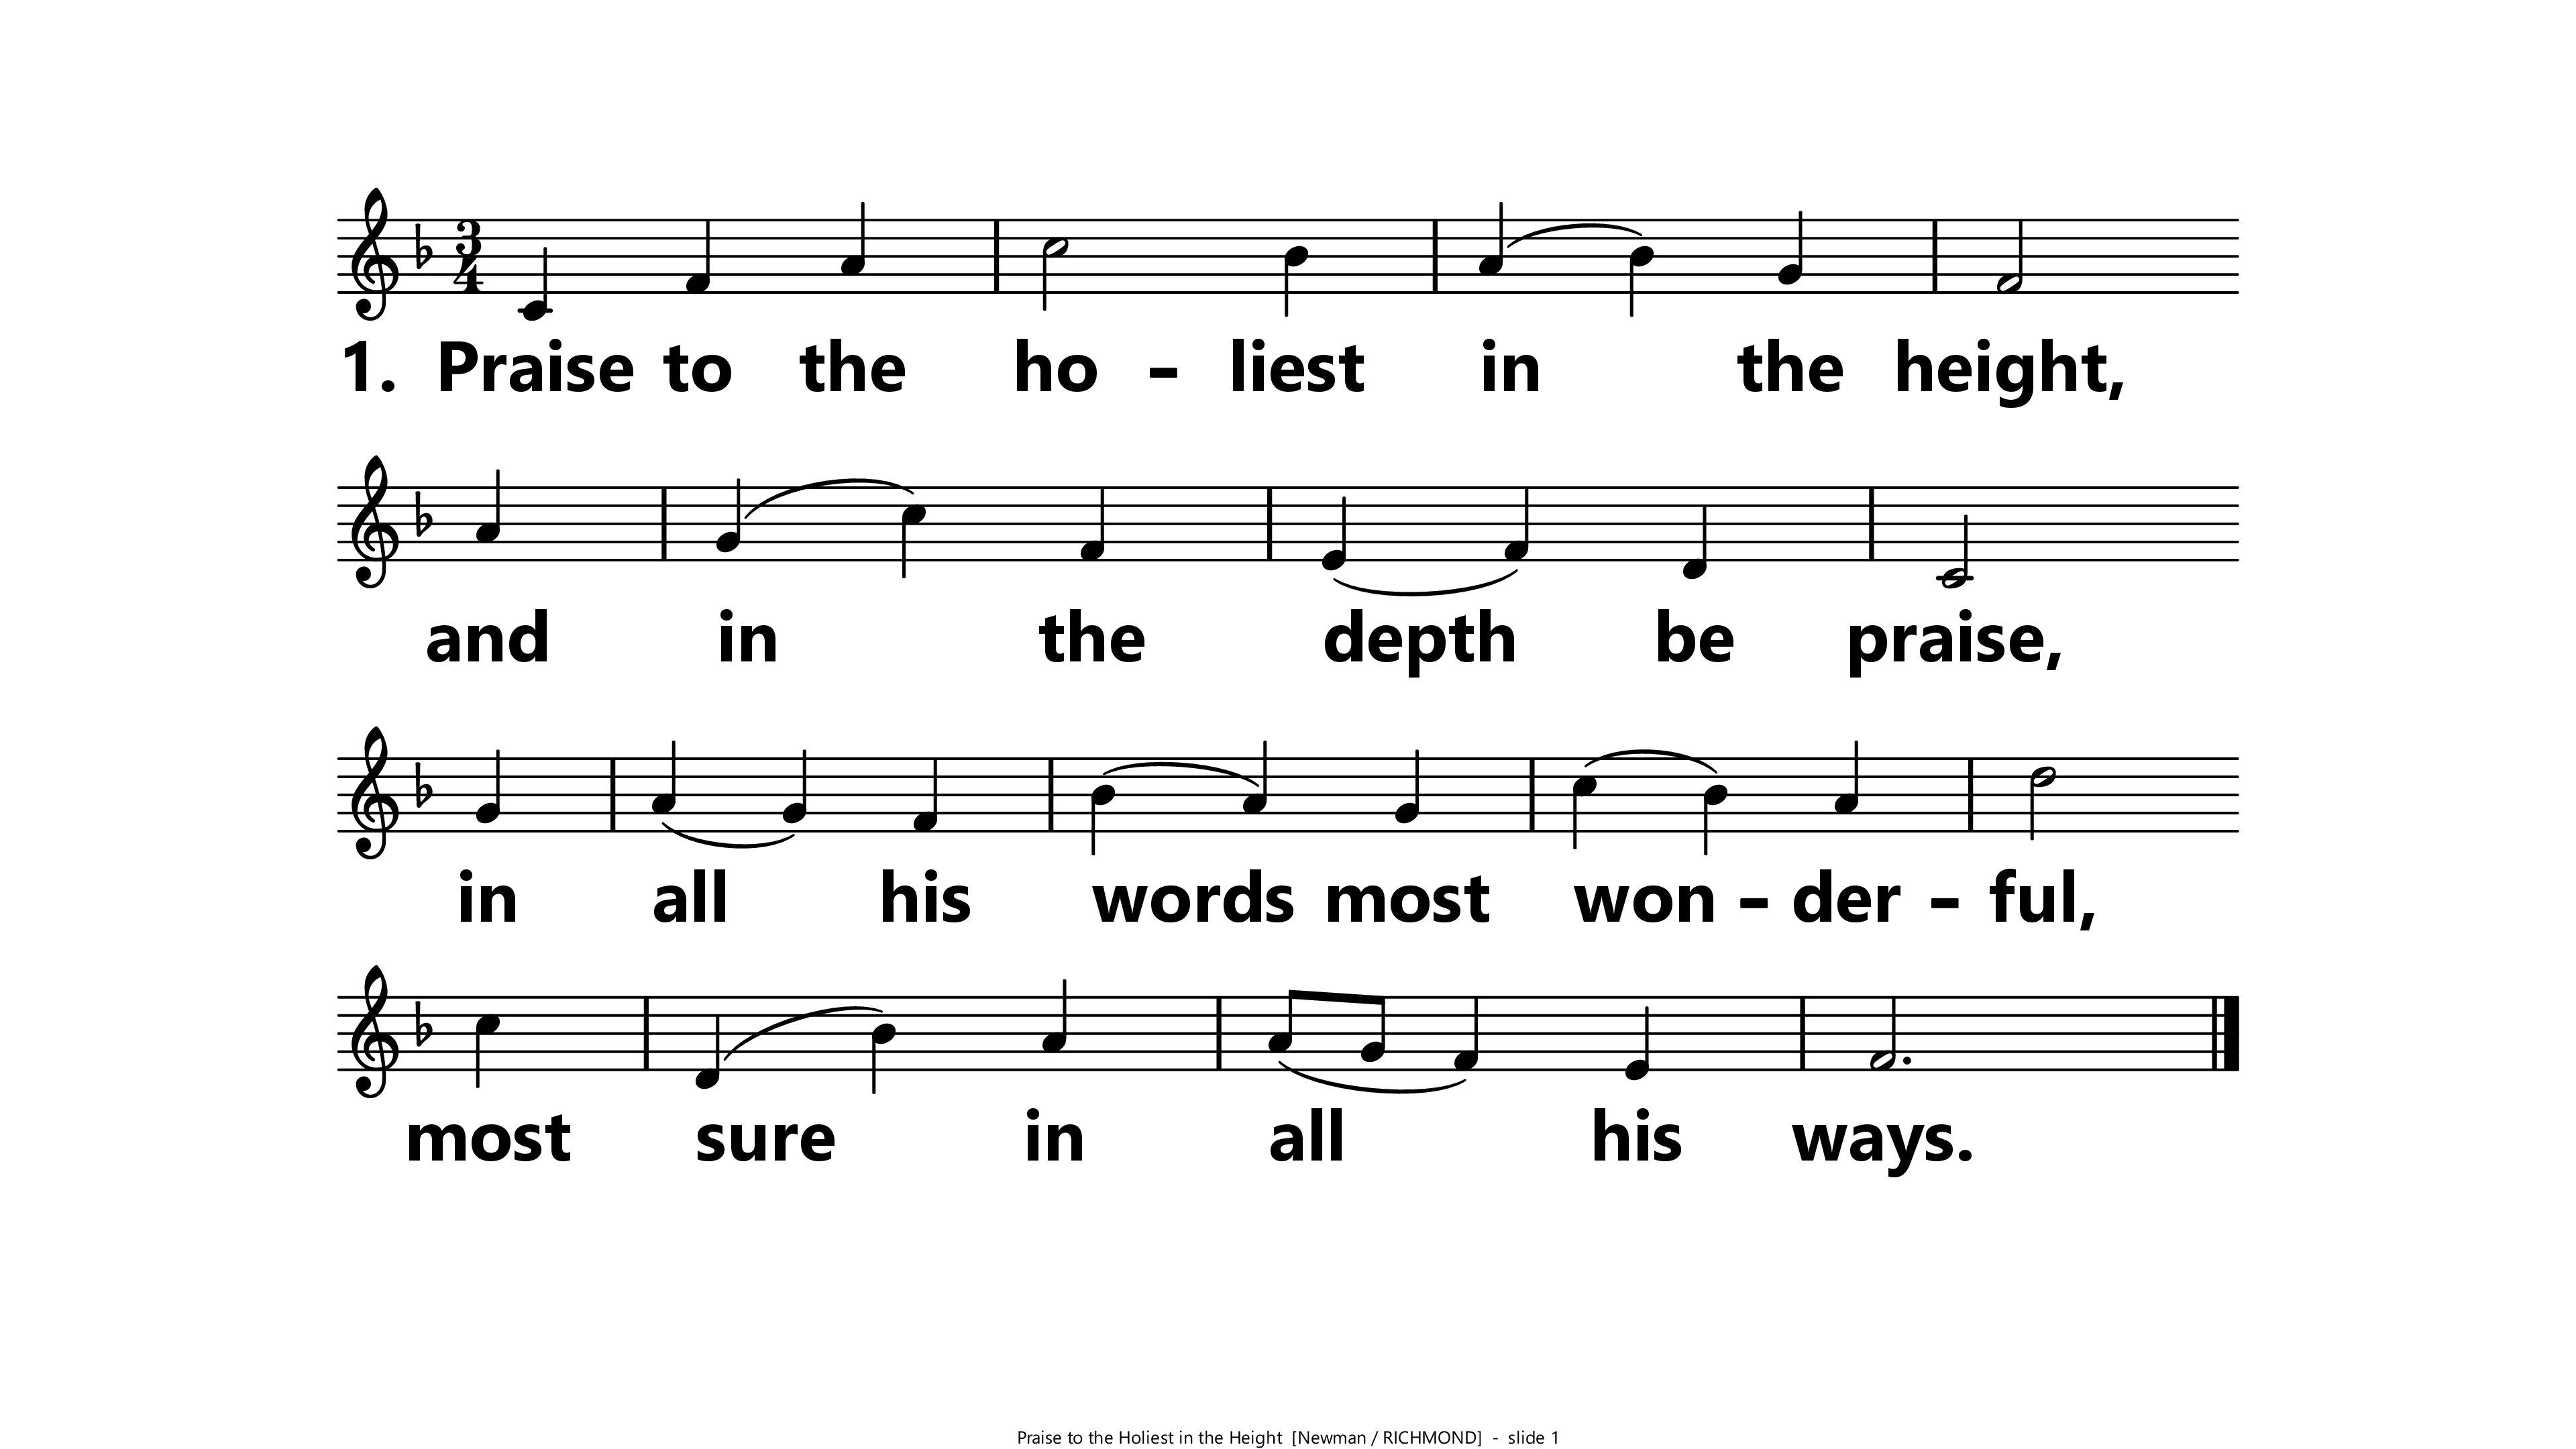 1. Praise to the ho - liest in the height,
and in the depth be praise,
in all his words most won - der - ful,
most sure in all his ways.
Praise to the Holiest in the Height [Newman / RICHMOND] - slide 1